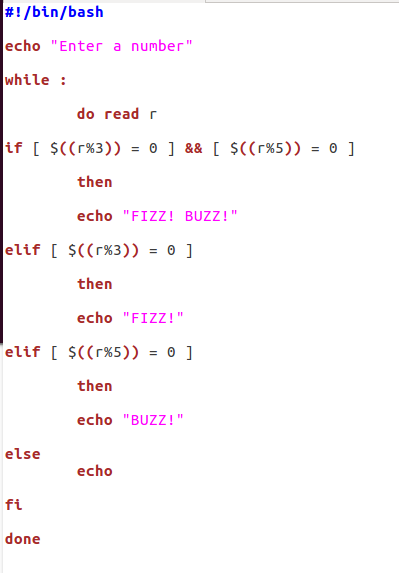 #!/bin/bash
echo "Enter a number"
while :
do read r
if [ $((r%3)) = 0 ] && [ $((r%5)) = 0 ]
then
echo "FIZZ! BUZZ!"
elif [ $((r%3)) = 0 ]
then
echo "FIZZ!"
elif [ $((r%5)) = 0 ]
then
echo "BUZZ!"
else
echo
fi
done